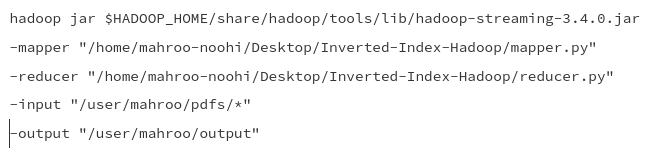 hadoop jar $HADOOP_HOME/share/hadoop/tools/lib/hadoop-streaming-3.4.0.jar
-mapper "/home/mahroo-noohi/Desktop/Inverted-Index-Hadoop/mapper.py"
-reducer "/home/mahroo-noohi/Desktop/Inverted-Index-Hadoop/reducer.py"
-input "/user/mahroo/pdfs/*"
-output "/user/mahroo/output"